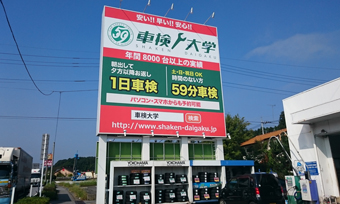 安い!! 早い!! 安心!!
車検 大学
SHAKEN DAIGAKU
年間8000台以上の実績
朝出して
夕方以降お返し
1日車検
土・日・祝日OK
時間のない方
59分車検
パソコン・スマホからも予約可能
車検大学
検索
http://www.shaken-daigaku.jp
YOKOHAMA YOKOHAMA YOKOHAMA